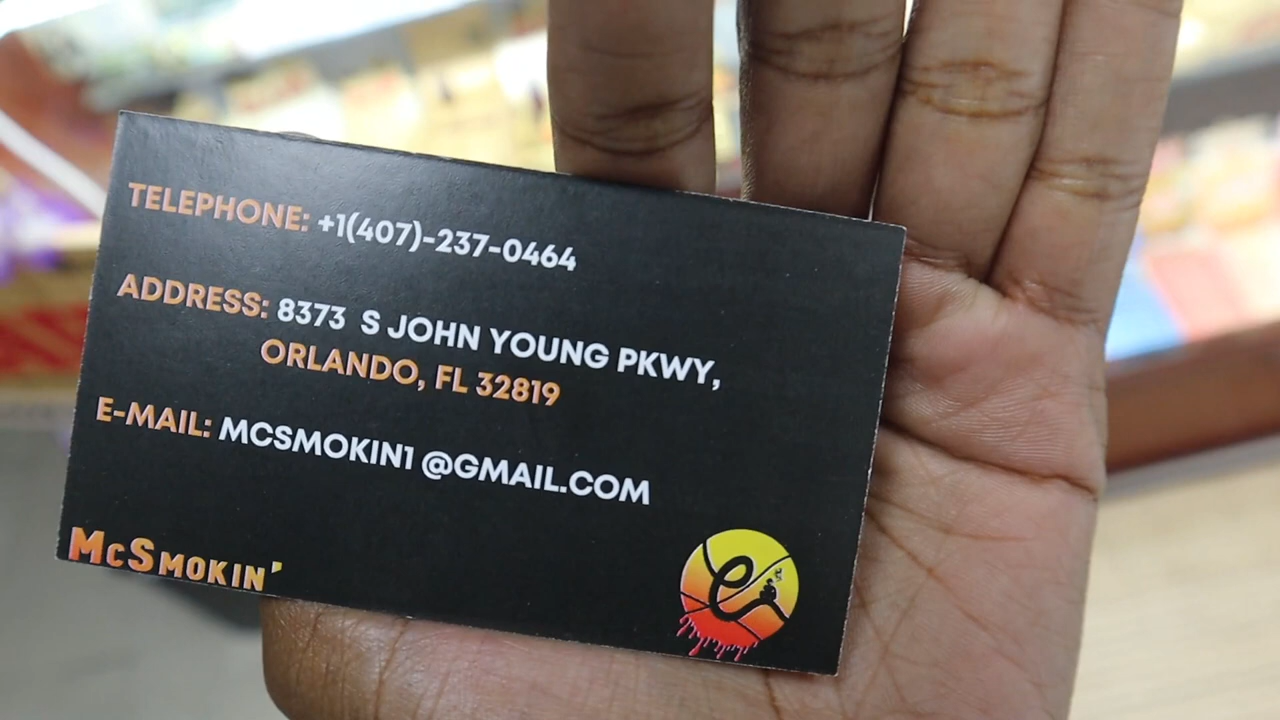 TELEPHONE: +1(407)-237-0464
ADDRESS: 8373 S JOHN YOUNG PKWY,
ORLANDO, FL 32819
E-MAIL: MCSMOKIN1 @GMAIL.COM
MCSMOKIN'